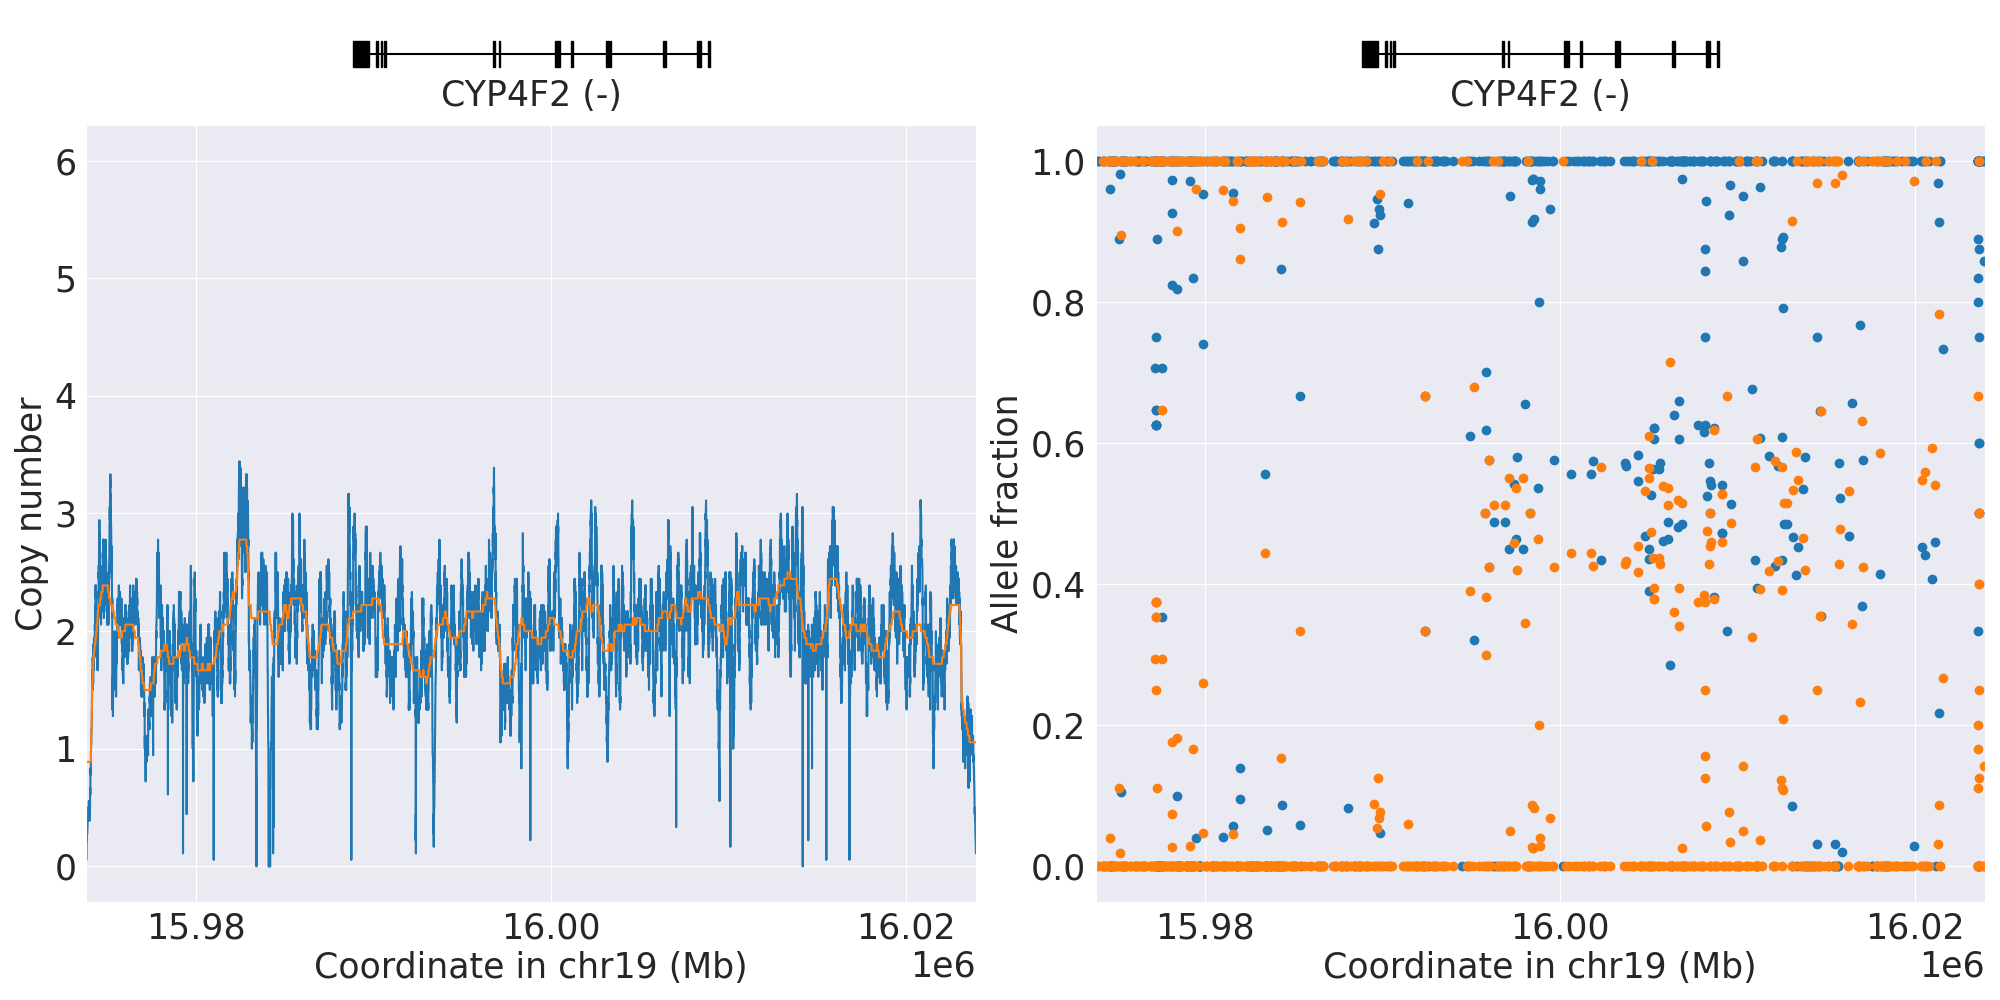 CYP4F2 (-)
Copy number
6
5
4
3
2
1
0
15.98 16.00 16.02
Coordinate in chr19 (Mb)
1e6
CYP4F2 (-)
Allele fraction
1.0
0.8
0.6
0.4
0.2
0.0
15.98 16.00 16.02
Coordinate in chr19 (Mb)
1e6